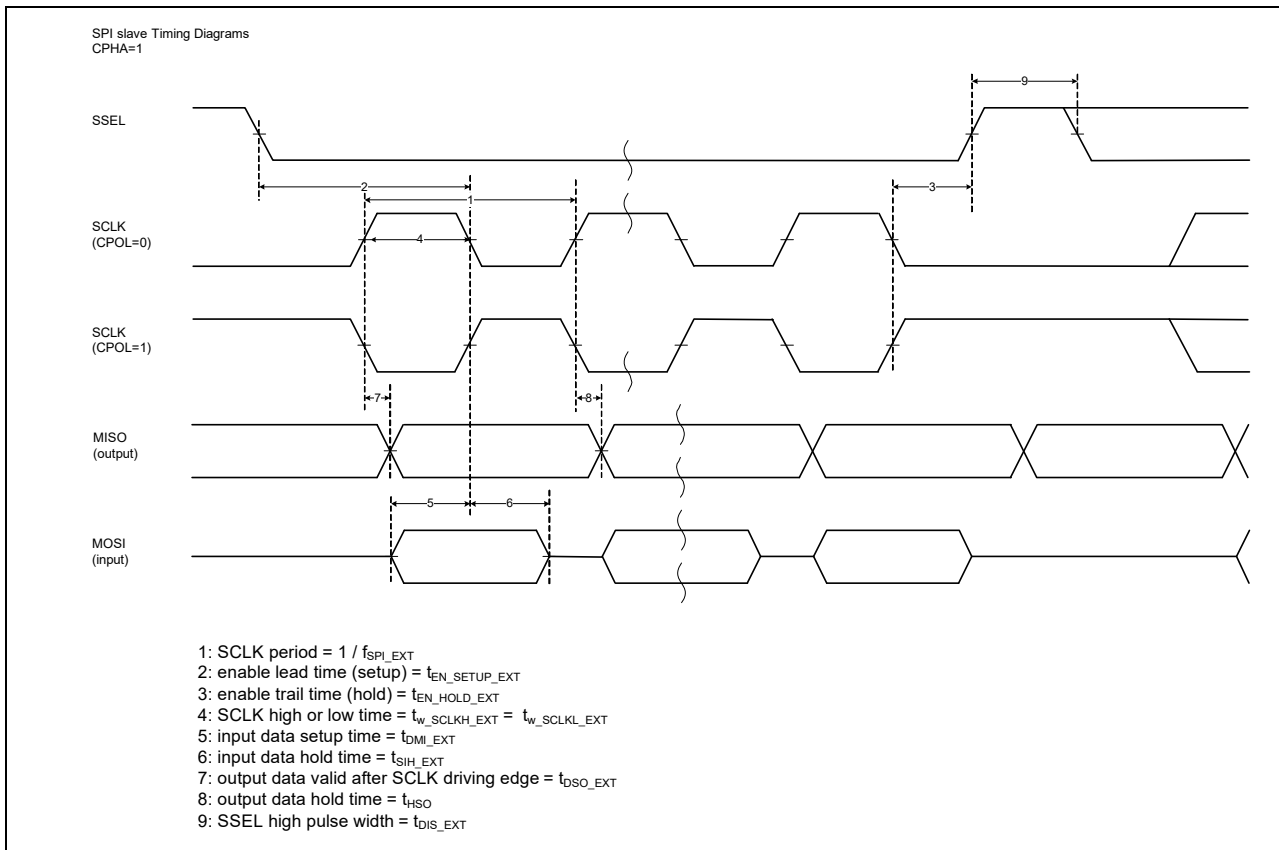 SPI slave Timing Diagrams
CPHA=1
9
SSEL
2
3
1
SCLK
(CPOL=0)
4
SCLK
(CPOL=1)
7
8
MISO
(output)
5
6
MOSI
(input)
1: SCLK period = 1 / fSPI_EXT
2: enable lead time (setup) = tEN_SETUP_EXT
3: enable trail time (hold) = tEN_HOLD_EXT
4: SCLK high or low time = tw_SCLKH_EXT = tw_SCLKL_EXT
5: input data setup time = tDMI_EXT
6: input data hold time = tSIH_EXT
7: output data valid after SCLK driving edge = tDSO_EXT
8: output data hold time = tHSO
9: SSEL high pulse width = tDIS_EXT